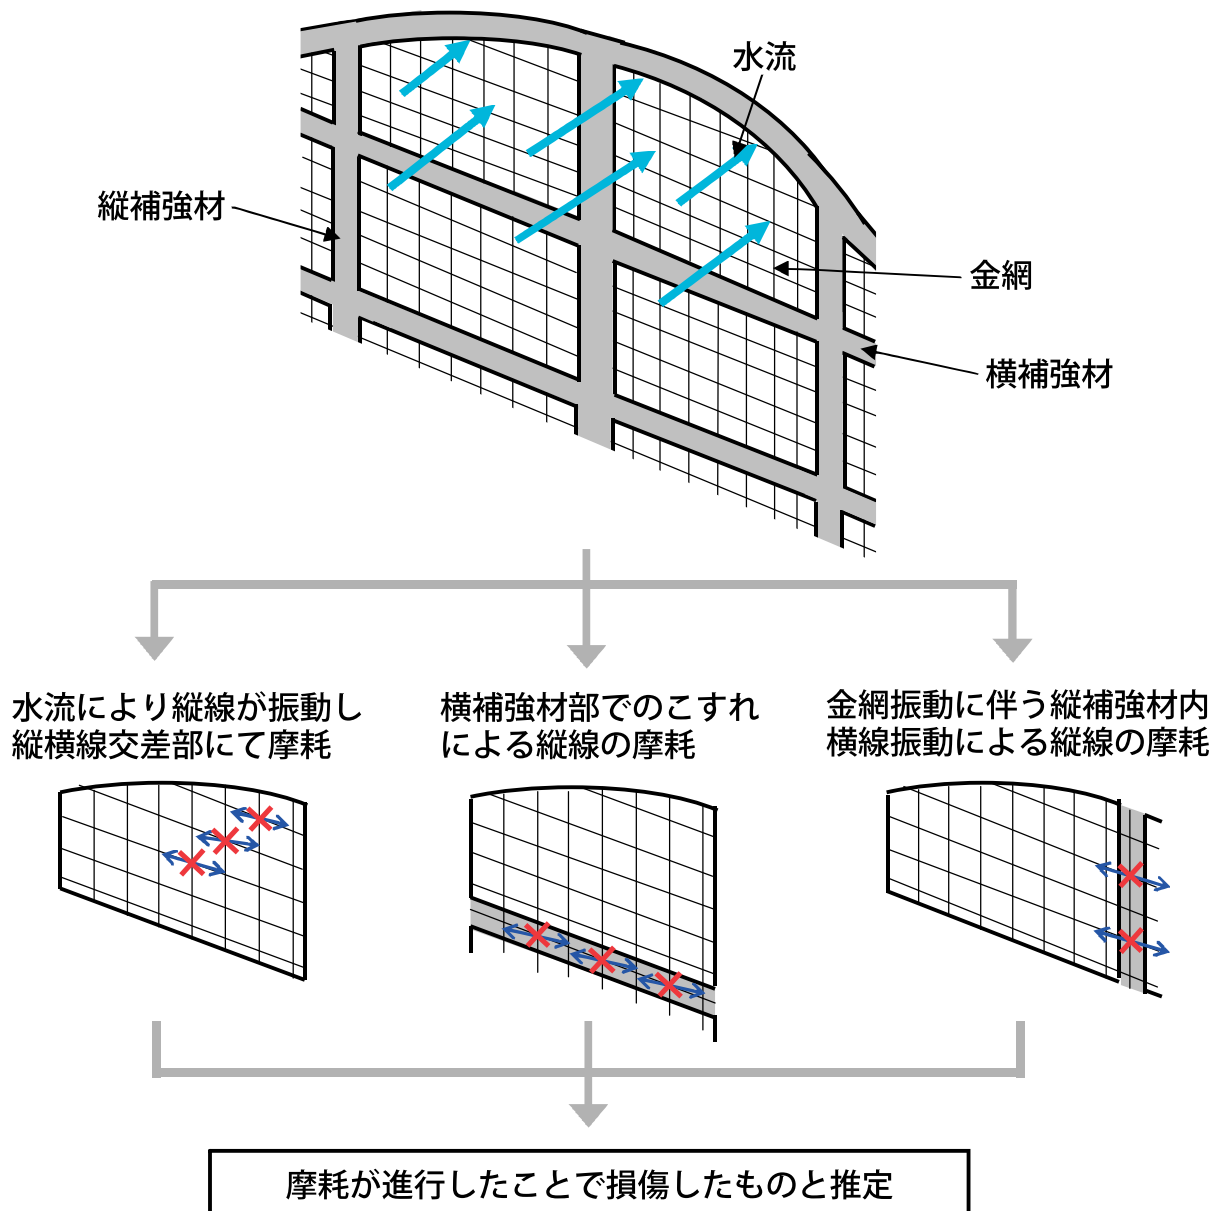 水流
縦補強材
金網
横補強材
水流により縦線が振動し
縦横線交差部にて摩耗
横補強材部でのこすれ
による縦線の摩耗
金網振動に伴う縦補強材内
横線振動による縦線の摩耗
摩耗が進行したことで損傷したものと推定